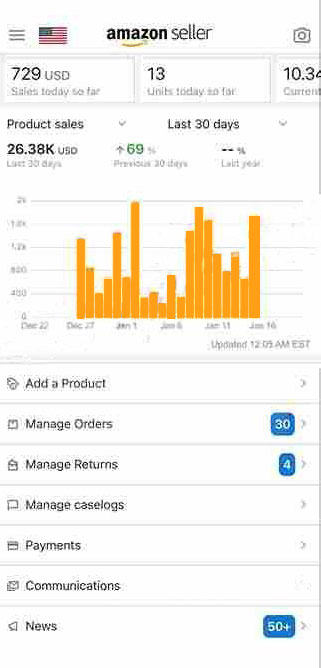 amazon seller
729 USD 13 10.34
Sales today so far Units today so far Current
Product sales Last 30 days
26.38K USD ↑69 % -- %
Last 30 days Previous 30 days Last year
2k
1.6k
1.2k
800
400
0
Dec 22 Dec 27 Jan 1 Jan 6 Jan 11 Jan 16
Updated 12:05 AM EST
Add a Product
Manage Orders 30
Manage Returns 4
Manage caselogs
Payments
Communications
News 50+